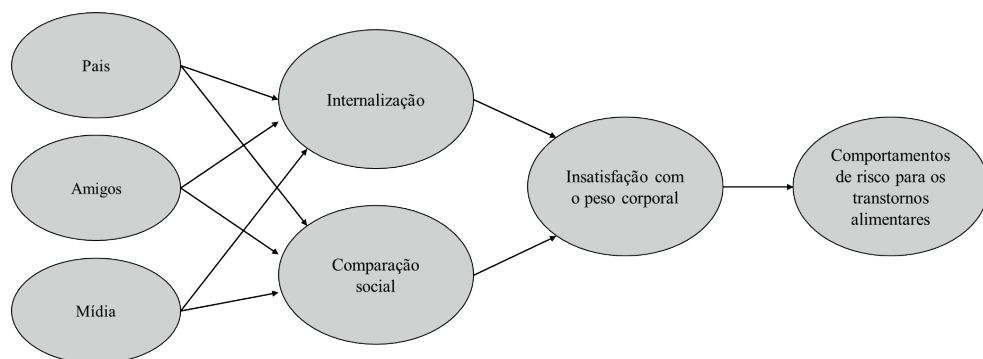 Pais
Amigos
Mídia
Internalização
Comparação
social
Insatisfação com
o peso corporal
Comportamentos
de risco para os
transtornos
alimentares